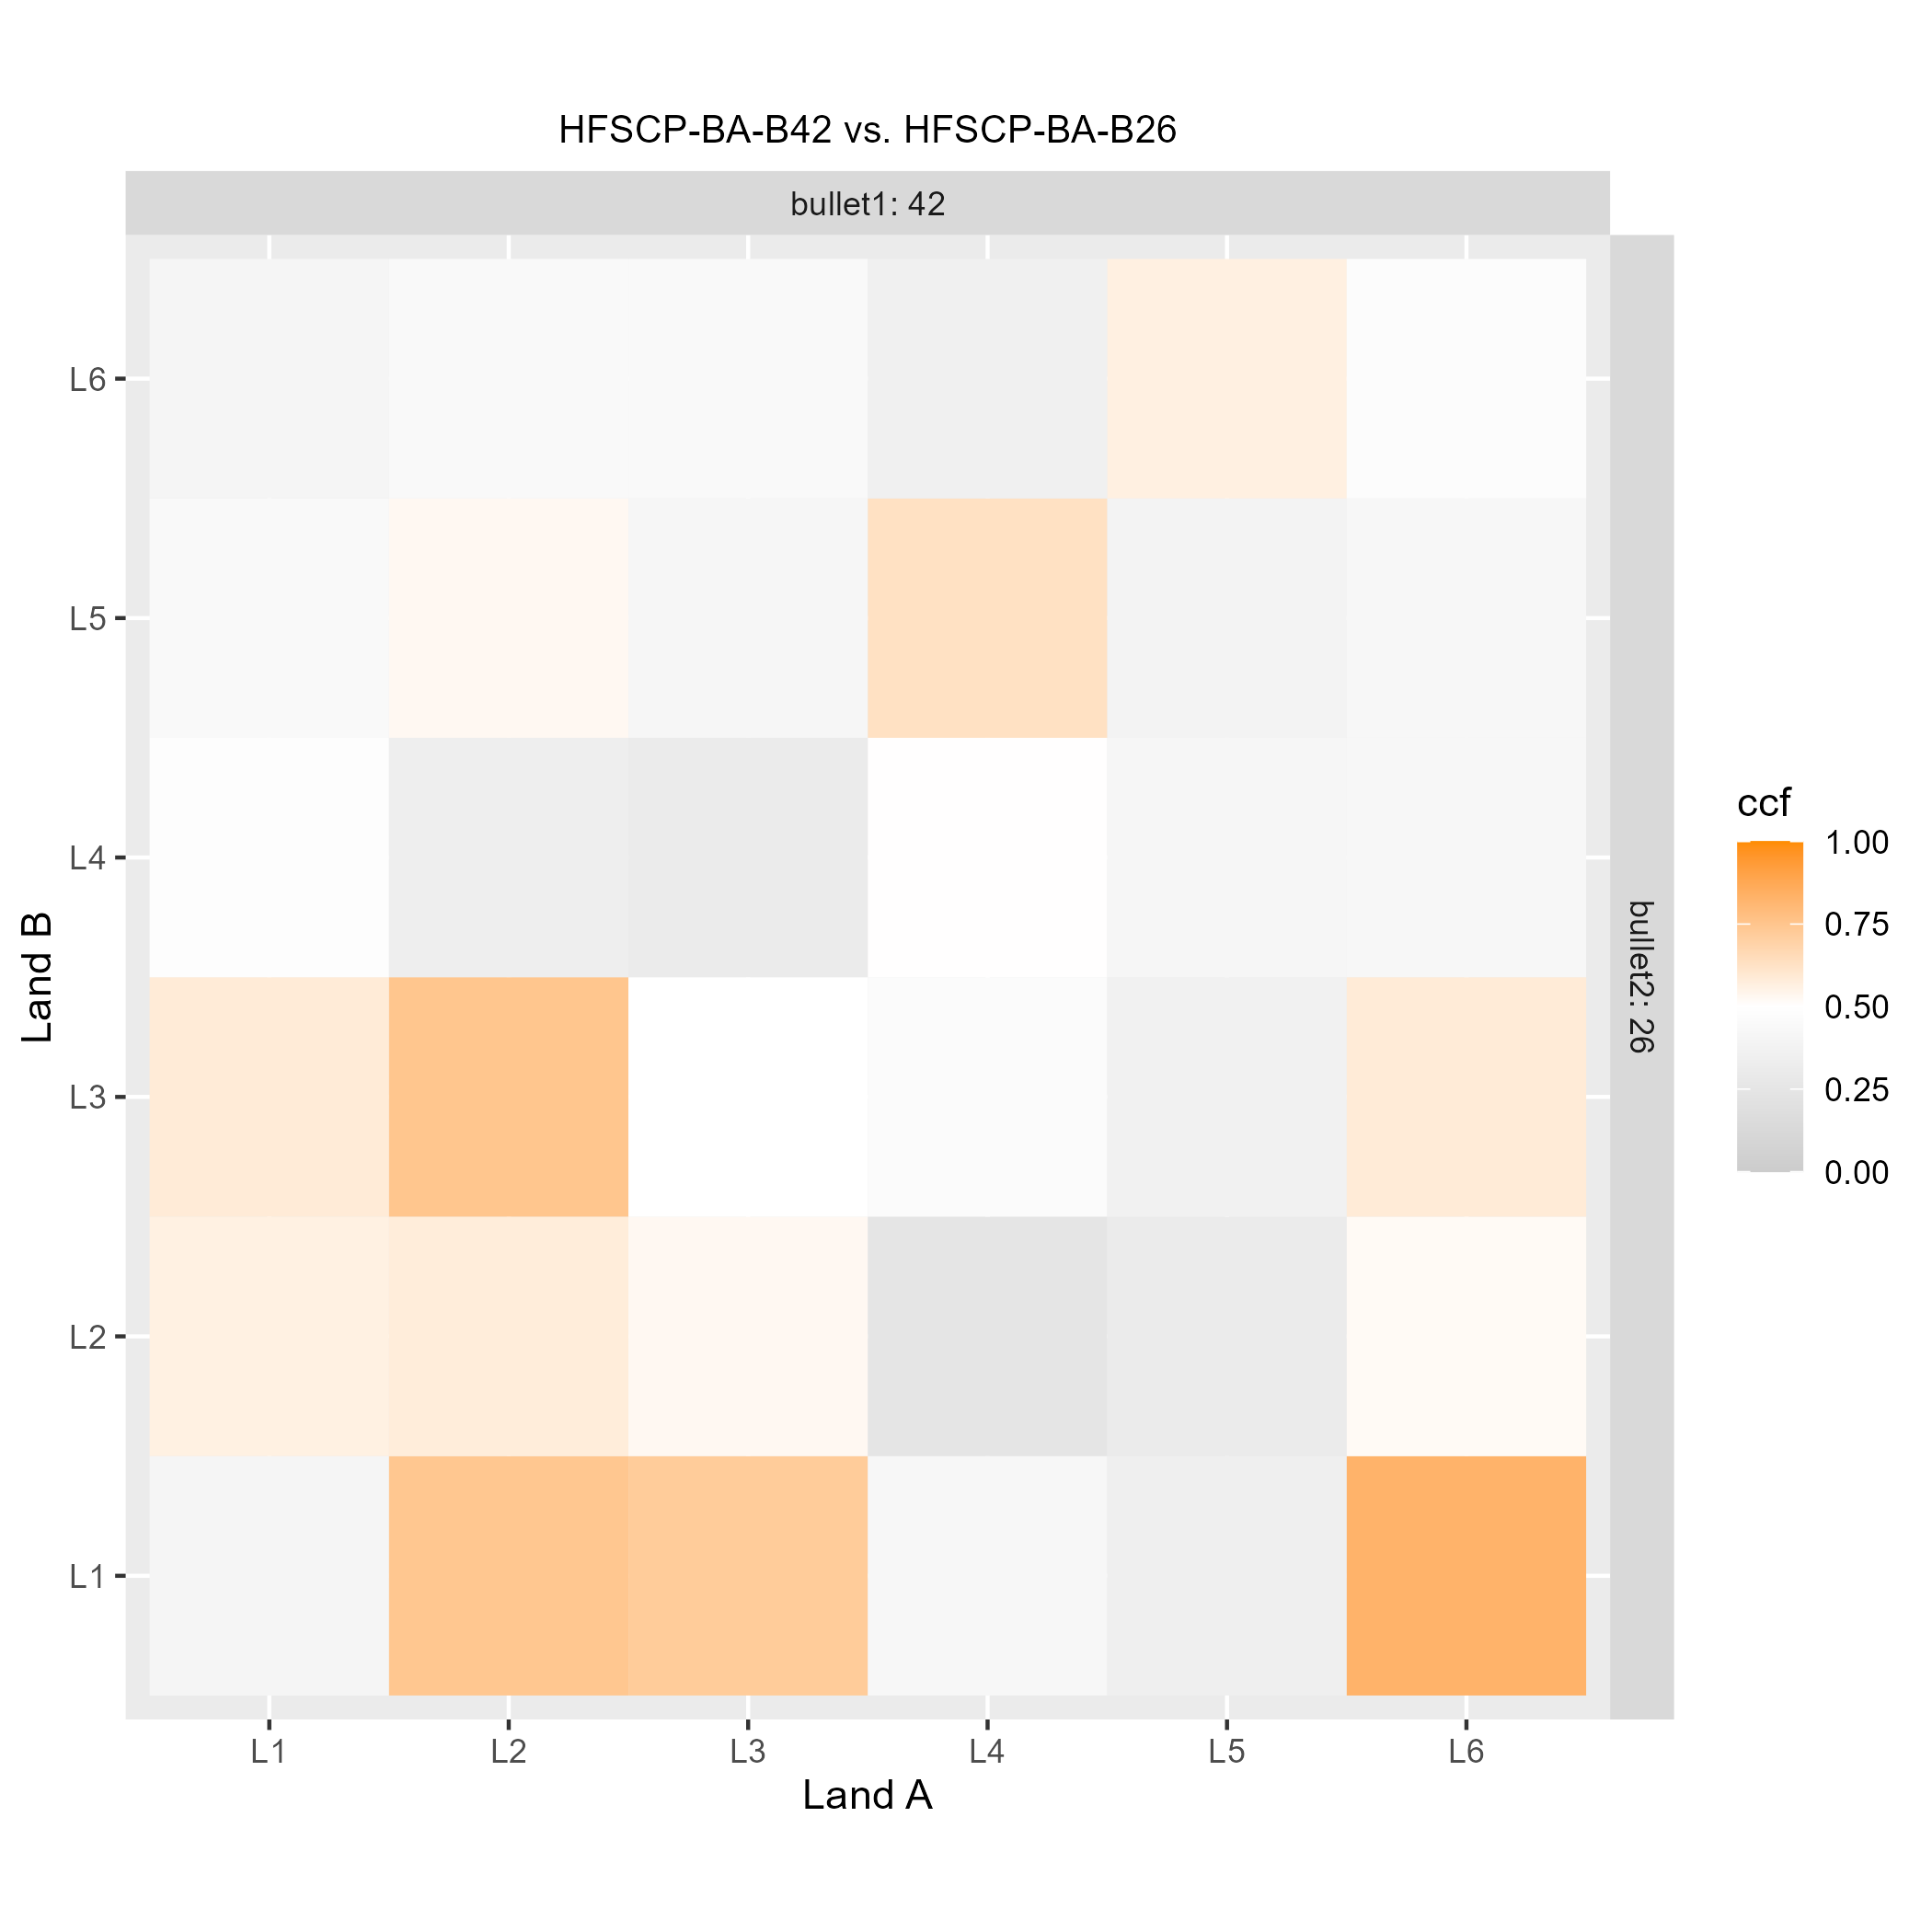 HFSCP-BA-B42 vs. HFSCP-BA-B26
bullet1: 42
L6
L5
L4
L3
L2
L1
Land B
bullet2: 26
ccf
1.00
0.75
0.50
0.25
0.00
L1 L2 L3 L4 L5 L6
Land A